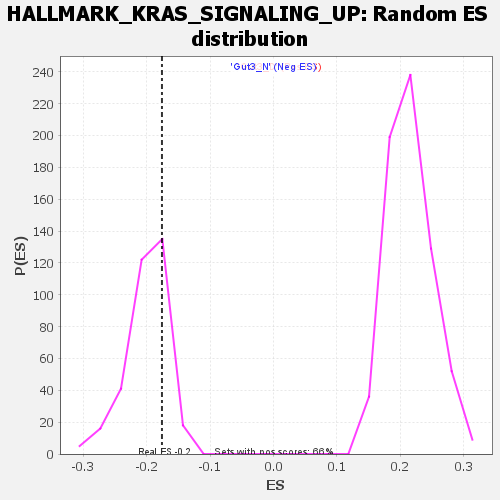 HALLMARK_KRAS_SIGNALING_UP: Random ES
distribution
'Gut3_N' (Neg ES)
240
220
200
180
160
140
120
100
80
60
40
20
0
P(ES)
Real ES -0.2
Sets with pos scores: 66%
-0.3 -0.2 -0.1 0.0 0.1 0.2 0.3
ES